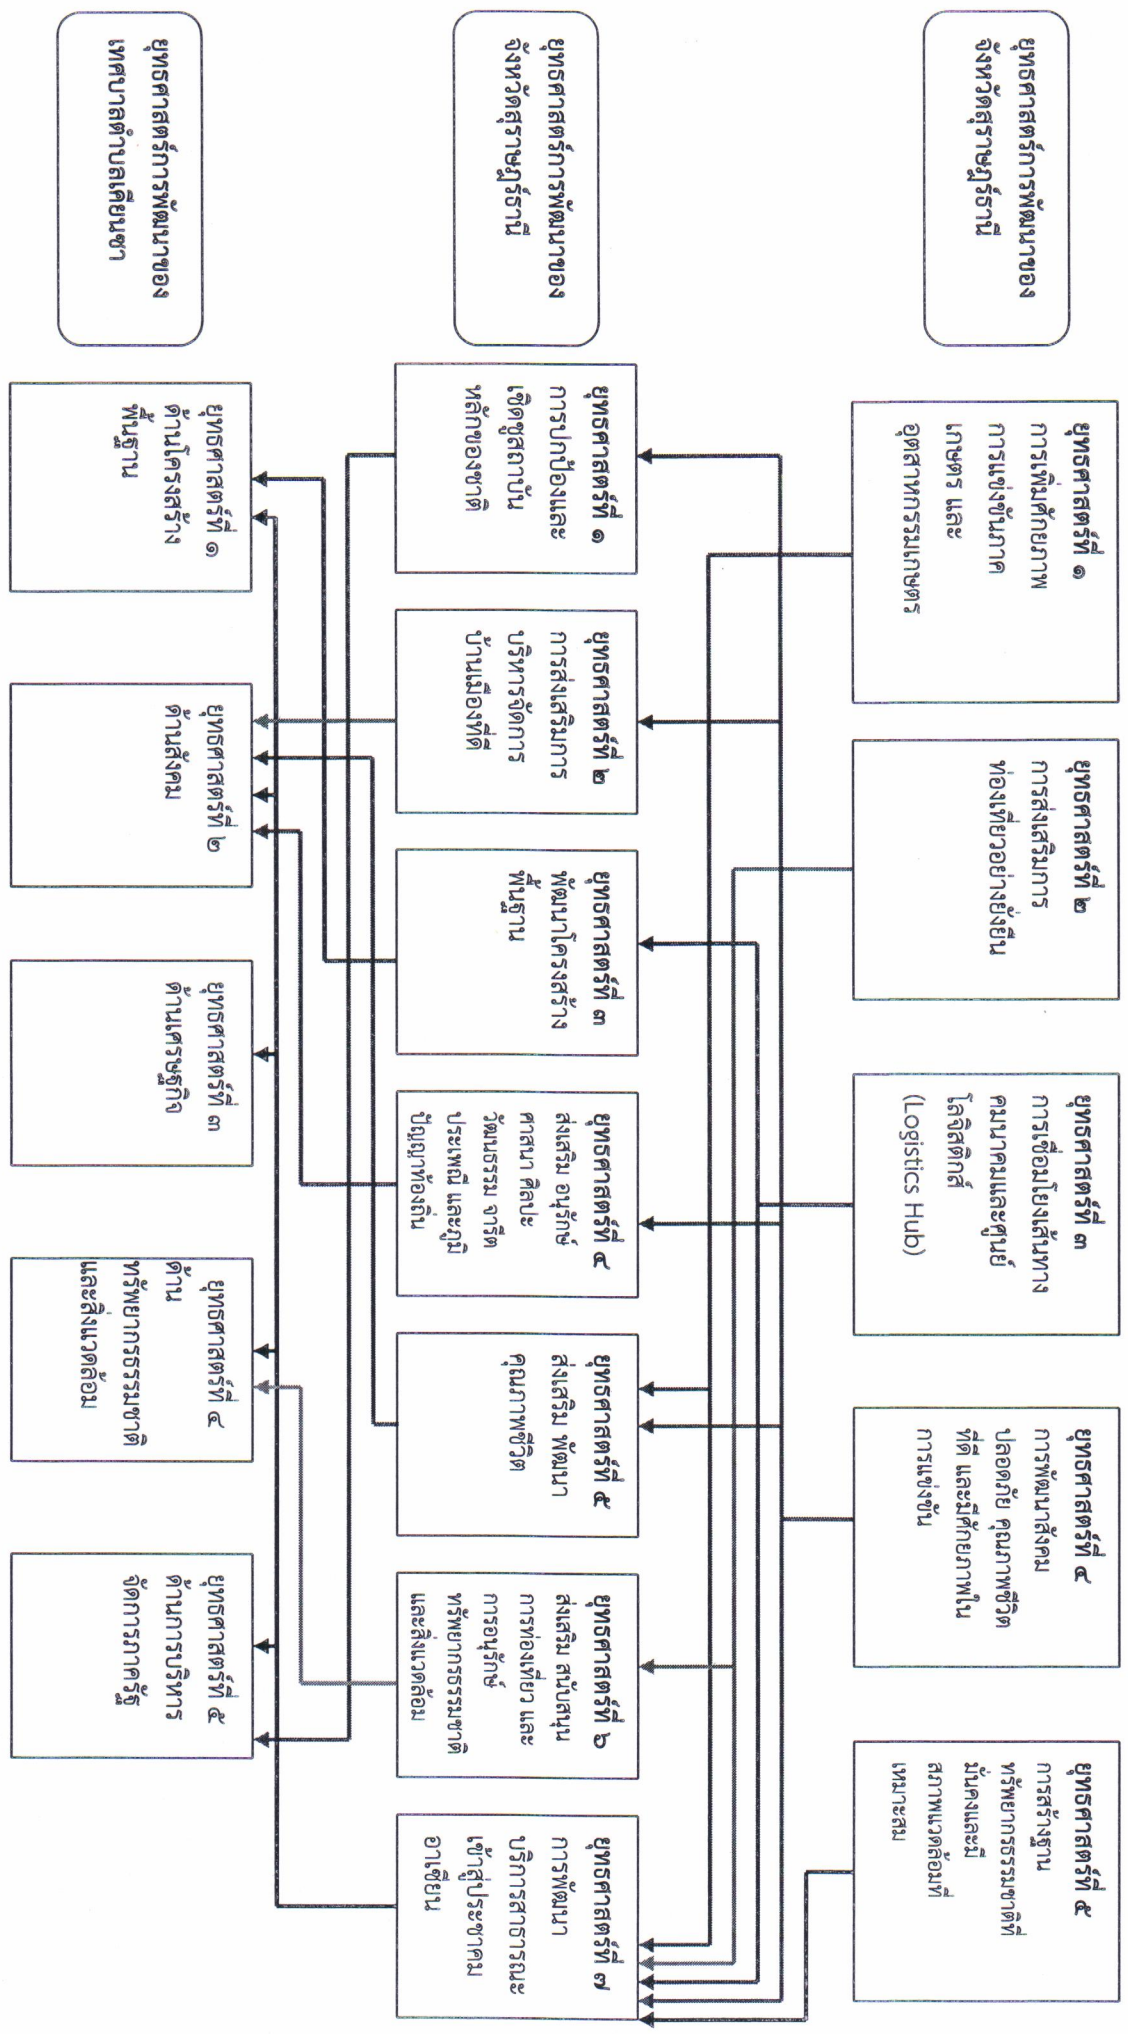 ยุทธศาสตร์การพัฒนาของ
จังหวัดสุราษฎร์ธานี
ยุทธศาสตร์ที่ ๑
การเพิ่มศักยภาพ
การแข่งขันภาค
เกษตร และ
อุตสาหกรรมเกษตร
ยุทธศาสตร์ที่ ๒
การส่งเสริมการ
ท่องเที่ยวอย่างยั่งยืน
ยุทธศาสตร์ที่ ๓
การเชื่อมโยงเส้นทาง
คมนาคมและศูนย์
โลจิสติกส์
(Logistics Hub)
ยุทธศาสตร์ที่ ๔
การพัฒนาสังคม
ปลอดภัย คุณภาพชีวิต
ที่ดี และมีศักยภาพใน
การแข่งขัน
ยุทธศาสตร์ที่ ๕
การสร้างฐาน
ทรัพยากรธรรมชาติที่
มั่นคงและมี
สภาพแวดล้อมที่
เหมาะสม
ยุทธศาสตร์การพัฒนาของ
จังหวัดสุราษฎร์ธานี
ยุทธศาสตร์ที่ ๑
การปกป้องและ
เชิดชูสถาบัน
หลักของชาติ
ยุทธศาสตร์ที่ ๒
การส่งเสริมการ
บริหารจัดการ
บ้านเมืองที่ดี
ยุทธศาสตร์ที่ ๓
พัฒนาโครงสร้าง
พื้นฐาน
ยุทธศาสตร์ที่ ๔
ส่งเสริม อนุรักษ์
ศาสนา ศิลปะ
วัฒนธรรม จารีต
ประเพณี และภูมิ
ปัญญาท้องถิ่น
ยุทธศาสตร์ที่ ๕
ส่งเสริม พัฒนา
คุณภาพชีวิต
ยุทธศาสตร์ที่ ๖
ส่งเสริม สนับสนุน
การท่องเที่ยว และ
การอนุรักษ์
ทรัพยากรธรรมชาติ
และสิ่งแวดล้อม
ยุทธศาสตร์ที่ ๗
การพัฒนา
บริการสาธารณะ
เข้าสู่ประชาคม
อาเซียน
ยุทธศาสตร์การพัฒนาของ
เทศบาลตำบลเคียนซา
ยุทธศาสตร์ที่ ๑
ด้านโครงสร้าง
พื้นฐาน
ยุทธศาสตร์ที่ ๒
ด้านสังคม
ยุทธศาสตร์ที่ ๓
ด้านเศรษฐกิจ
ยุทธศาสตร์ที่ ๔
ด้าน
ทรัพยากรธรรมชาติ
และสิ่งแวดล้อม
ยุทธศาสตร์ที่ ๕
ด้านการบริหาร
จัดการภาครัฐ